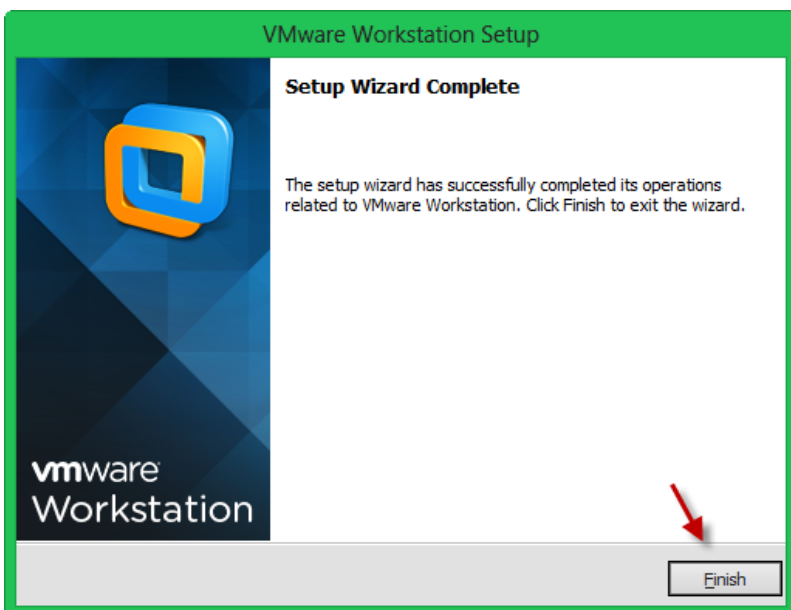 VMware Workstation Setup
Setup Wizard Complete
The setup wizard has successfully completed its operations
related to VMware Workstation. Click Finish to exit the wizard.
vmware
Workstation
Finish